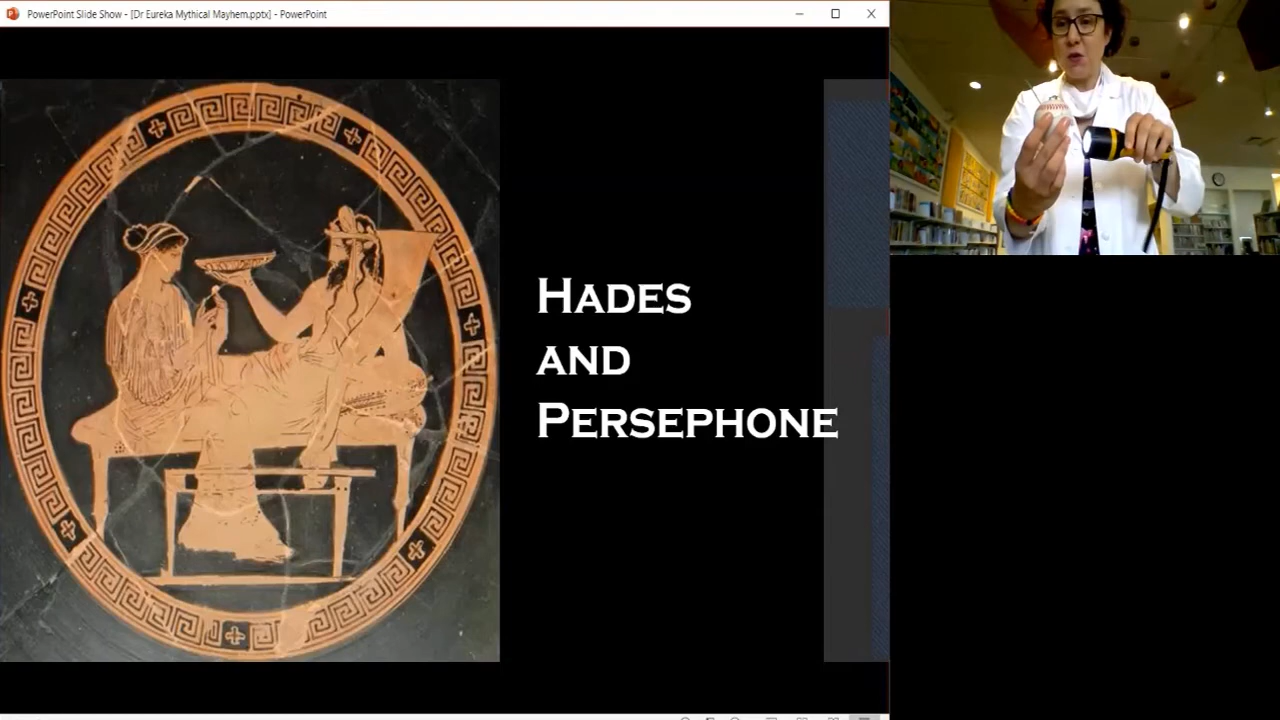 PowerPoint Slide Show - [Dr Eureka Mythical Mayhem.pptx] - PowerPoint
HADES
AND
PERSEPHONE